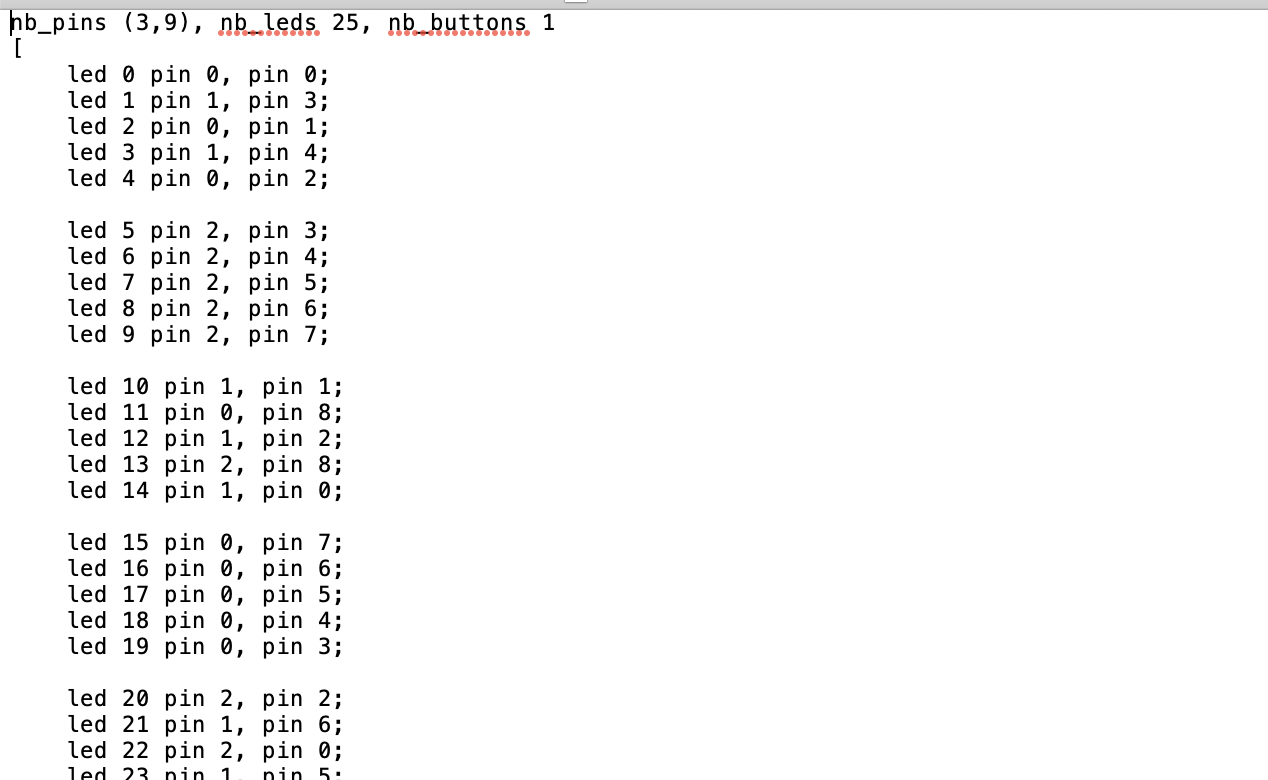 nb_pins (3,9), nb_leds 25, nb_buttons 1
[
led 0 pin 0, pin 0;
led 1 pin 1, pin 3;
led 2 pin 0, pin 1;
led 3 pin 1, pin 4;
led 4 pin 0, pin 2;
led 5 pin 2, pin 3;
led 6 pin 2, pin 4;
led 7 pin 2, pin 5;
led 8 pin 2, pin 6;
led 9 pin 2, pin 7;
led 10 pin 1, pin 1;
led 11 pin 0, pin 8;
led 12 pin 1, pin 2;
led 13 pin 2, pin 8;
led 14 pin 1, pin 0;
led 15 pin 0, pin 7;
led 16 pin 0, pin 6;
led 17 pin 0, pin 5;
led 18 pin 0, pin 4;
led 19 pin 0, pin 3;
led 20 pin 2, pin 2;
led 21 pin 1, pin 6;
led 22 pin 2, pin 0;
led 23 pin 1, pin 5;